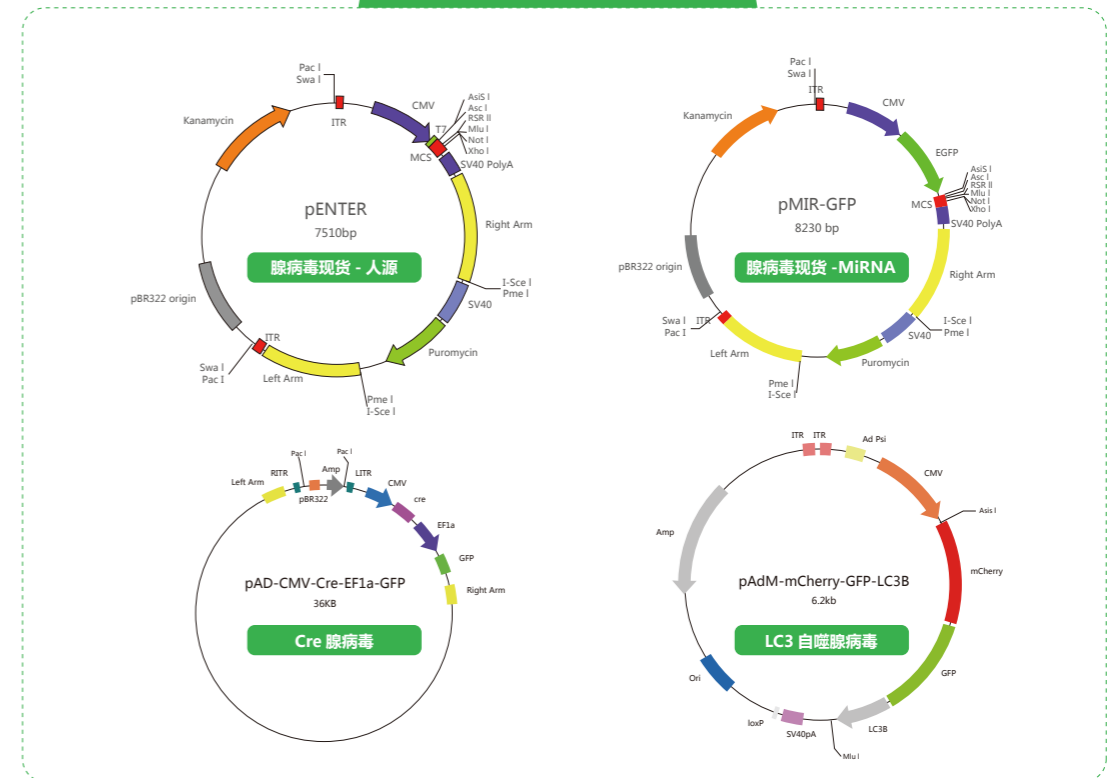 Pac l
Swa l
ITR
CMV
T7
AsiS l
Asc l
RSR II
Mlu l
Not l
Xho l
MCS
SV40 PolyA
Kanamycin
pENTER
7510bp
腺病毒现货 - 人源
Right Arm
I-Sce l
Pme l
SV40
pBR322 origin
Puromycin
ITR
Swa l
Pac I
Left Arm
Pme l
I-Sce l
Pac l
Swa l
ITR
CMV
Kanamycin
EGFP
AsiS l
Asc l
RSR II
Mlu l
Not l
Xho l
MCS
SV40 PolyA
pMIR-GFP
8230 bp
腺病毒现货 -MiRNA
pBR322 origin
Right Arm
I-Sce l
Pme l
SV40
Swa l
ITR
Pac I
Left Arm
Puromycin
Pme l
I-Sce l
Pac l
Pac l
Amp
RITR
LITR
Left Arm
pBR322
CMV
cre
EF1a
GFP
Right Arm
pAD-CMV-Cre-EF1a-GFP
36KB
Cre 腺病毒
ITR
ITR
Ad Psi
CMV
Asis l
Amp
mCherry
pAdM-mCherry-GFP-LC3B
6.2kb
LC3 自噬腺病毒
GFP
Ori
loxP
SV40pA
LC3B
Mlu l